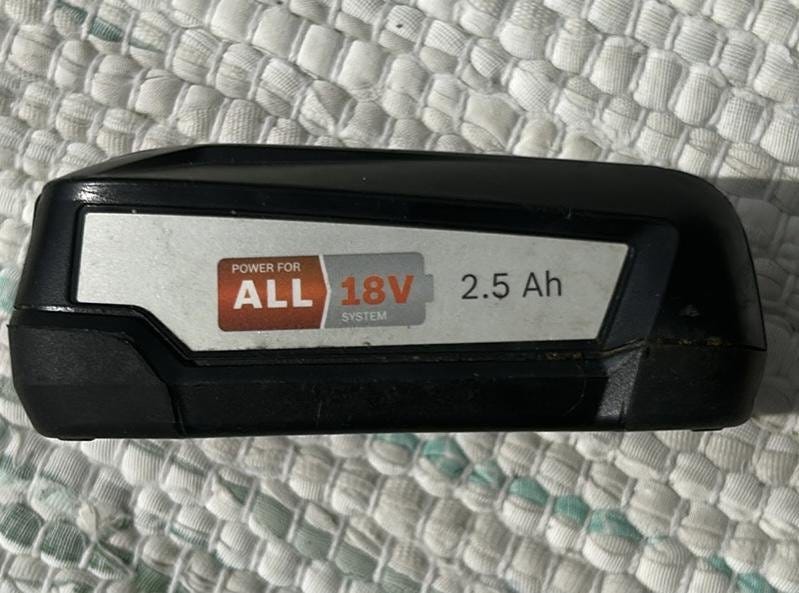 POWER FOR
ALL 18V
SYSTEM
2.5 Ah